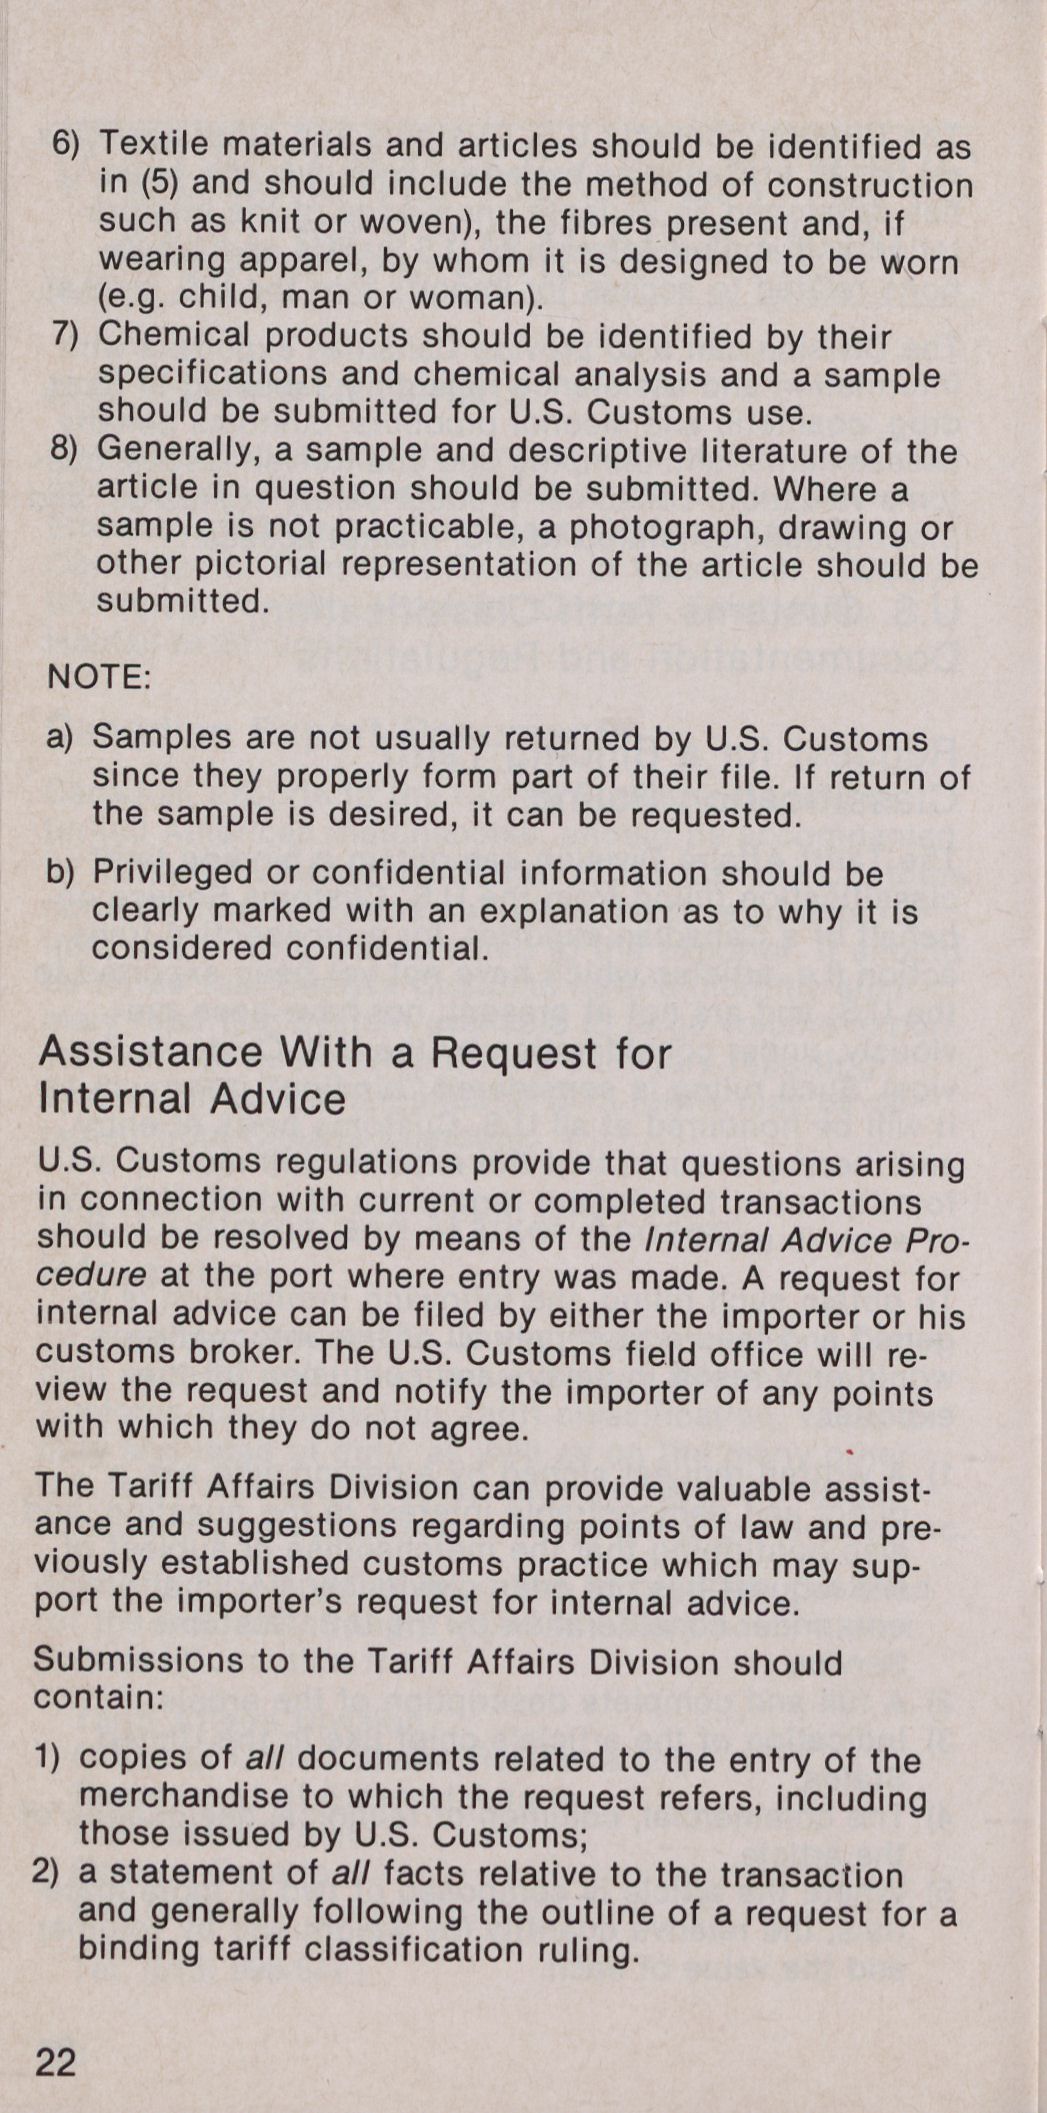 6) Textile materials and articles should be identified as
in (5) and should include the method of construction
such as knit or woven), the fibres present and, if
wearing apparel, by whom it is designed to be worn
(e.g. child, man or woman).
7) Chemical products should be identified by their
specifications and chemical analysis and a sample
should be submitted for U.S. Customs use.
8) Generally, a sample and descriptive literature of the
article in question should be submitted. Where a
sample is not practicable, a photograph, drawing or
other pictorial representation of the article should be
submitted.
NOTE:
a) Samples are not usually returned by U.S. Customs
since they properly form part of their file. If return of
the sample is desired, it can be requested.
b) Privileged or confidential information should be
clearly marked with an explanation as to why it is
considered confidential.
Assistance With a Request for
Internal Advice
U.S. Customs regulations provide that questions arising
in connection with current or completed transactions
should be resolved by means of the Internal Advice Pro-
cedure at the port where entry was made. A request for
internal advice can be filed by either the importer or his
customs broker. The U.S. Customs field office will re-
view the request and notify the importer of any points
with which they do not agree.
The Tariff Affairs Division can provide valuable assist-
ance and suggestions regarding points of law and pre-
viously established customs practice which may sup-
port the importer's request for internal advice.
Submissions to the Tariff Affairs Division should
contain:
1) copies of all documents related to the entry of the
merchandise to which the request refers, including
those issued by U.S. Customs;
2) a statement of all facts relative to the transaction
and generally following the outline of a request for a
binding tariff classification ruling.
22